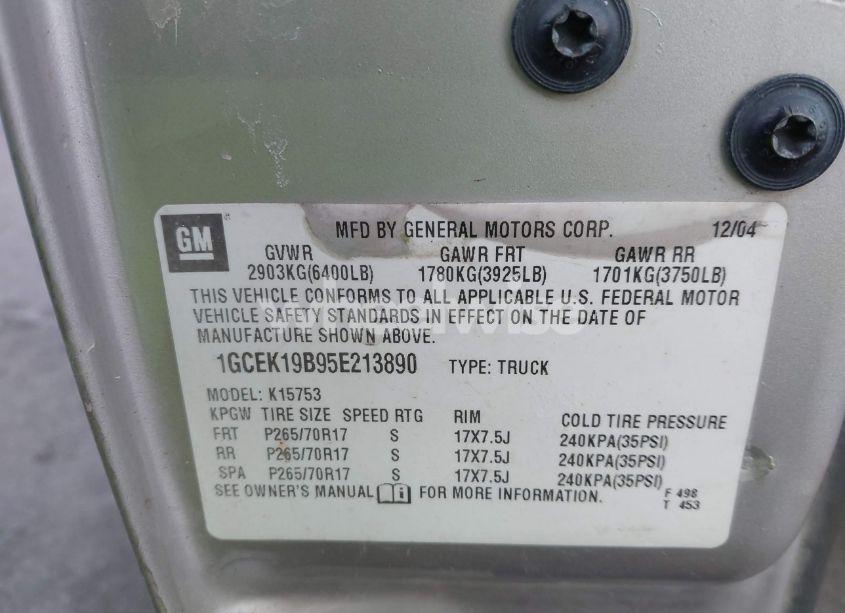 GM MFD BY GENERAL MOTORS CORP. 12/04
GVWR GAWR FRT GAWR RR
2903KG(6400LB) 1780KG(3925LB) 1701KG(3750LB)
THIS VEHICLE CONFORMS TO ALL APPLICABLE U.S. FEDERAL MOTOR
VEHICLE SAFETY STANDARDS IN EFFECT ON THE DATE OF
MANUFACTURE SHOWN ABOVE.
1GCEK19B95E213890 TYPE: TRUCK
MODEL: K15753
KPGW TIRE SIZE SPEED RTG RIM COLD TIRE PRESSURE
FRT P265/70R17 S 17X7.5J 240KPA(35PSI)
RR P265/70R17 S 17X7.5J 240KPA(35PSI)
SPA P265/70R17 S 17X7.5J 240KPA(35PSI)
SEE OWNER'S MANUAL FOR MORE INFORMATION. F 498
T 453